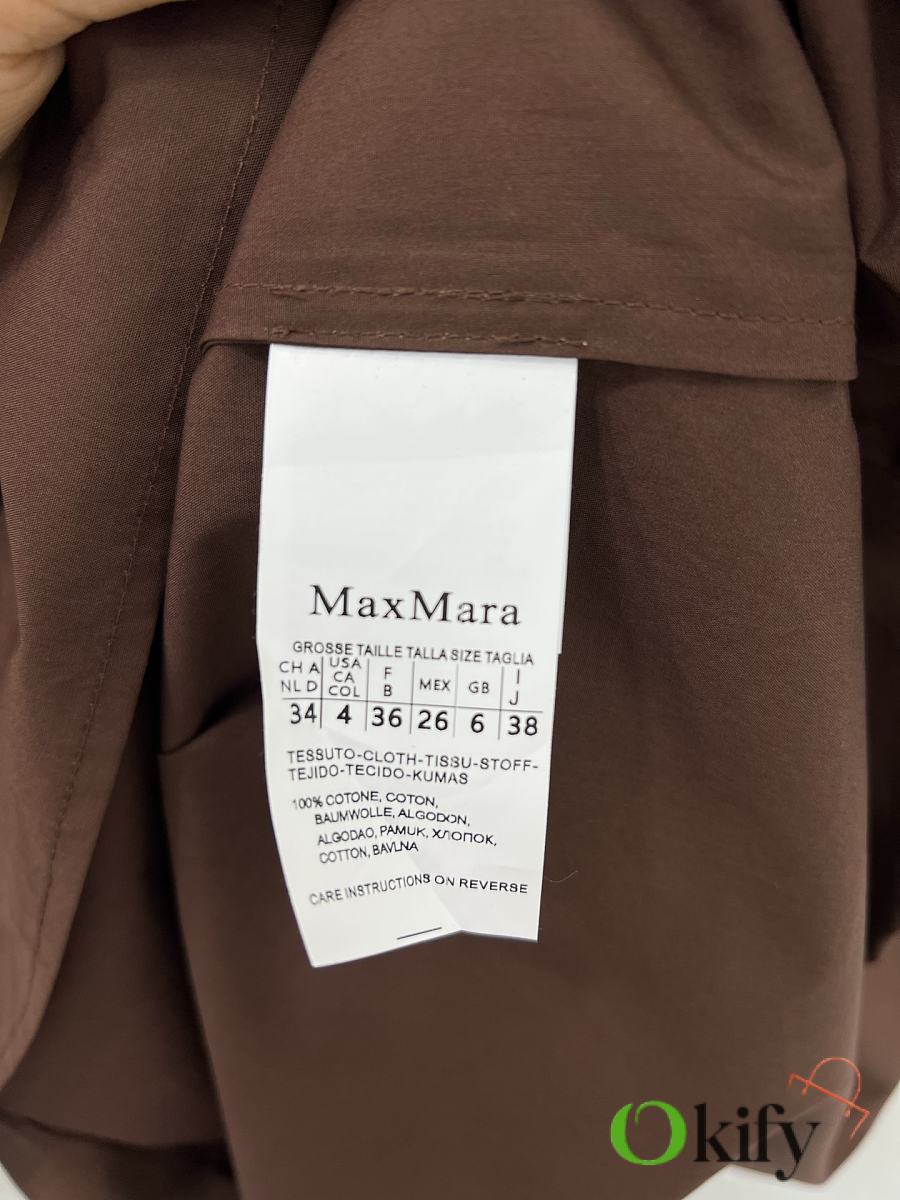 MaxMara
GROSSE TAILLE TALLA SIZE TAGLIA
CH A USA F MEX GB I
NL D CA B J
COL
34 4 36 26 6 38
TESSUTO-CLOTH-TISSU-STOFF-
TEJIDO-TECIDO-KUMAS
100% COTONE, COTON,
BAUMWOLLE, ALGODON,
ALGODAO, PAMUK, ХЛОПОК,
COTTON, BAVLNA
CARE INSTRUCTIONS ON REVERSE
Okify